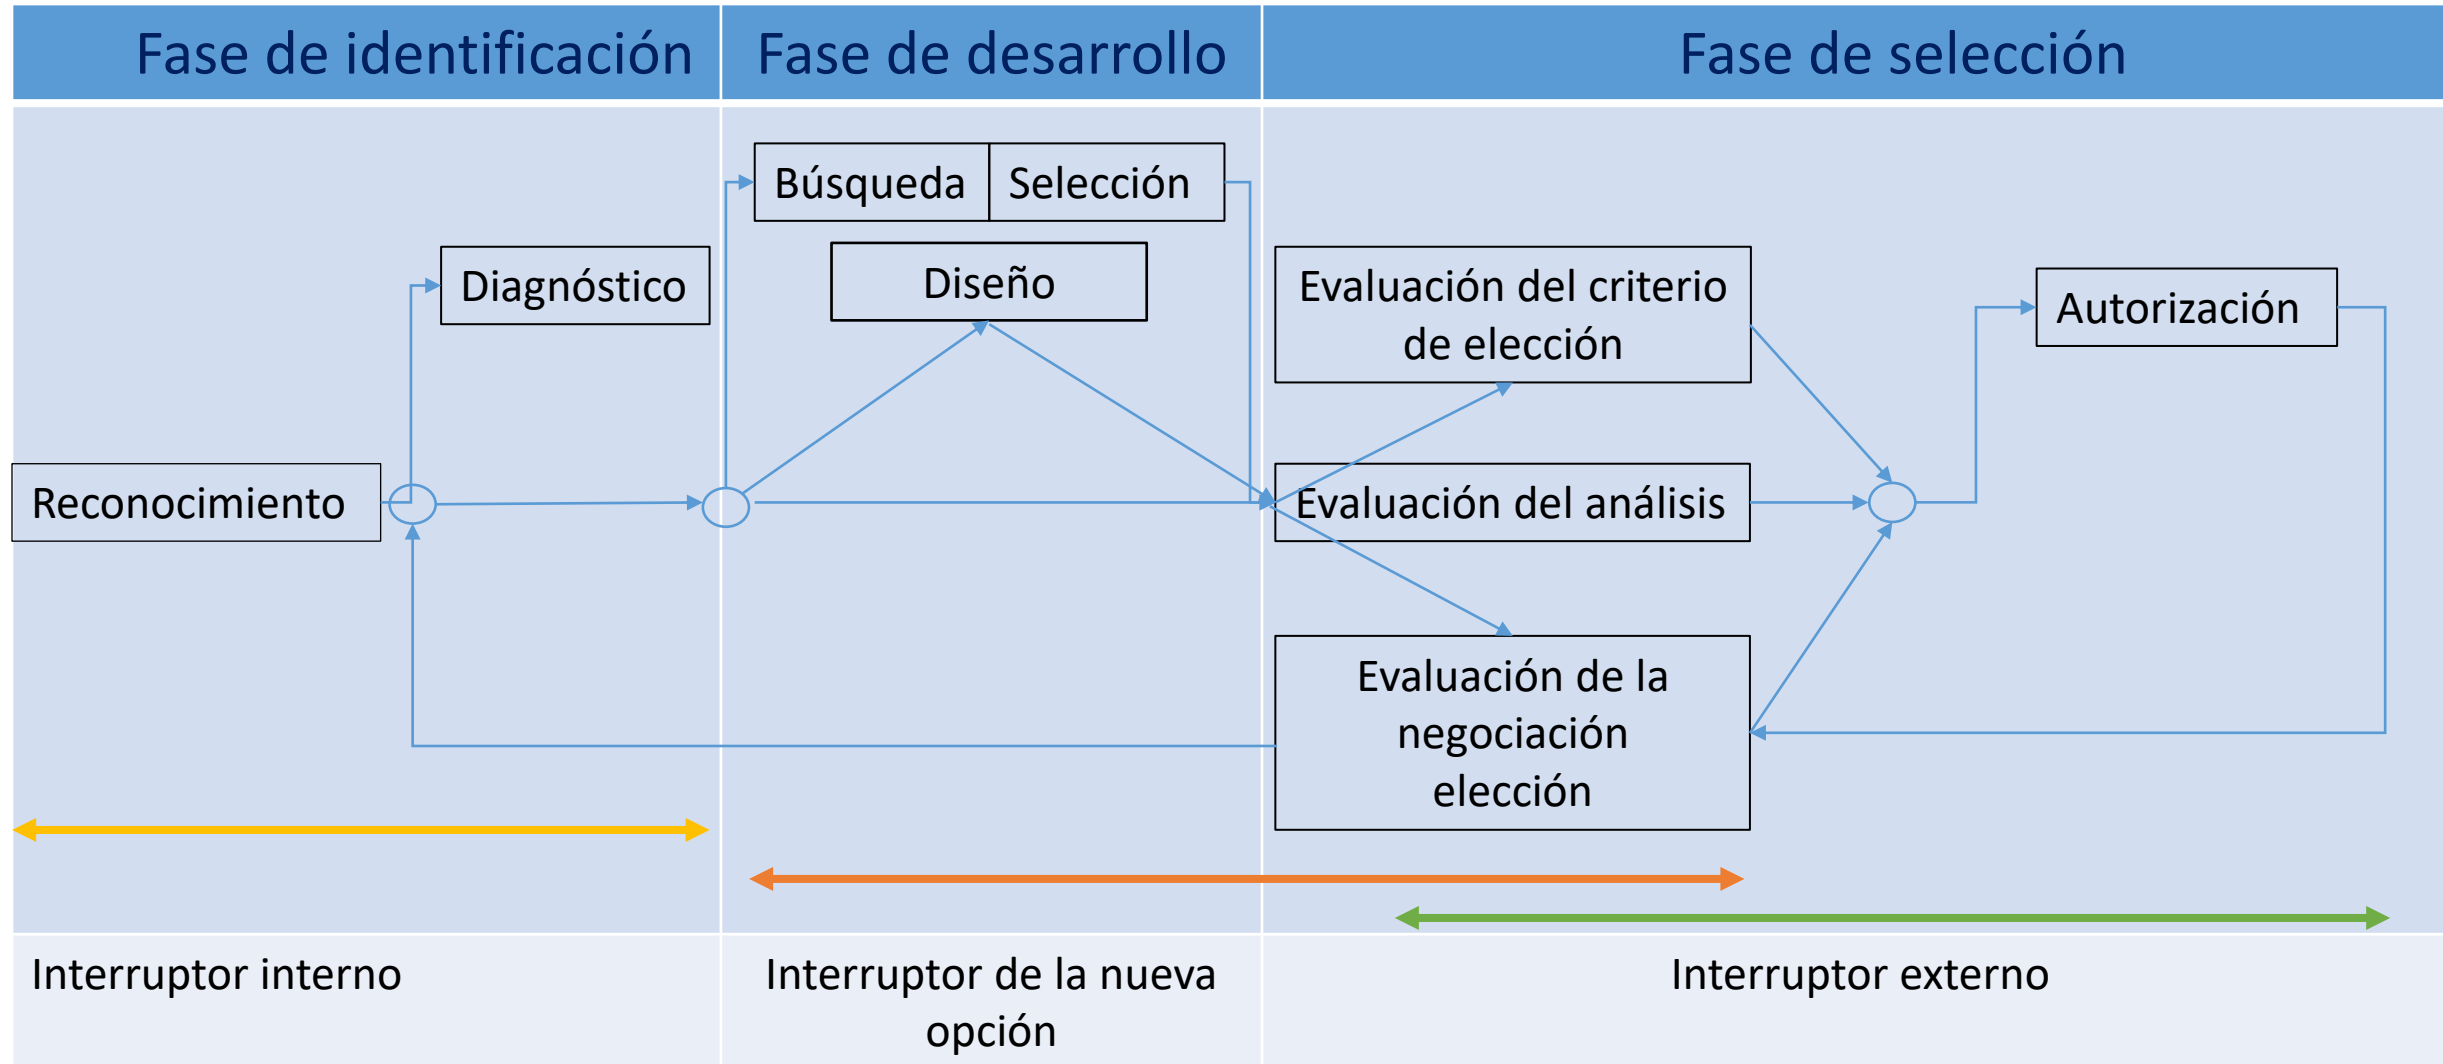 Fase de identificación
Fase de desarrollo
Fase de selección
Búsqueda
Selección
Diagnóstico
Diseño
Evaluación del criterio
de elección
Autorización
Reconocimiento
Evaluación del análisis
Evaluación de la
negociación
elección
Interruptor interno
Interruptor de la nueva
opción
Interruptor externo